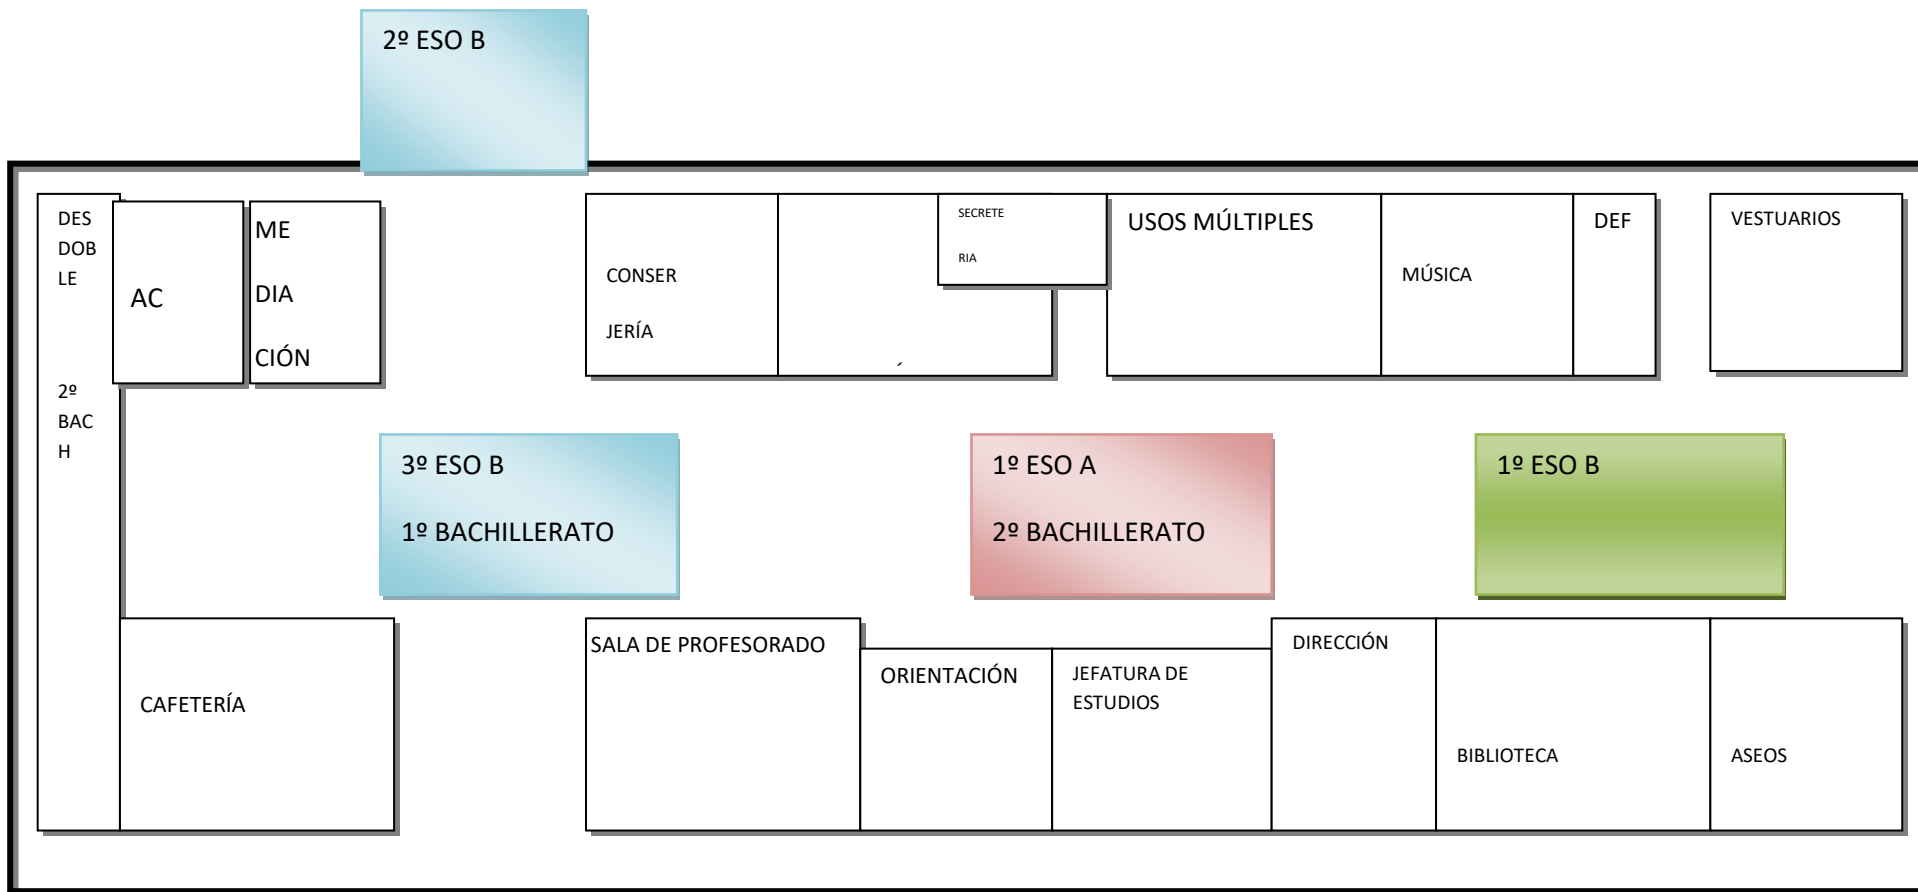 2º ESO B
DES
DOB
LE
2º
BAC
H
AC
ME
DIA
CIÓN
CONSER
JERÍA
SECRETE
RIA
USOS MÚLTIPLES
MÚSICA
DEF
VESTUARIOS
3º ESO B
1º BACHILLERATO
1º ESO A
2º BACHILLERATO
1º ESO B
CAFETERÍA
SALA DE PROFESORADO
ORIENTACIÓN
JEFATURA DE
ESTUDIOS
DIRECCIÓN
BIBLIOTECA
ASEOS